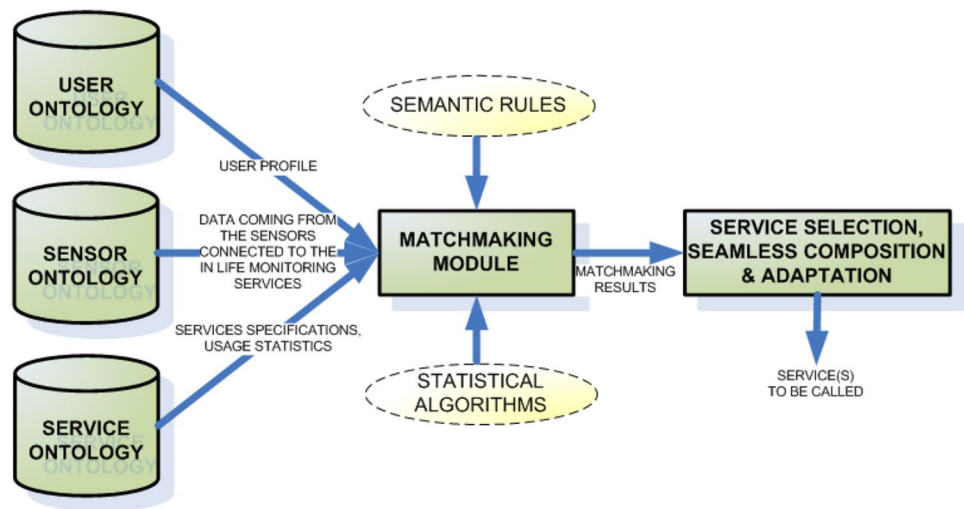 USER
ONTOLOGY
SEMANTIC RULES
USER PROFILE
SENSOR
ONTOLOGY
DATA COMING FROM
THE SENSORS
CONNECTED TO THE
IN LIFE MONITORING
SERVICES
MATCHMAKING
MODULE
MATCHMAKING
RESULTS
SERVICE SELECTION,
SEAMLESS COMPOSITION
& ADAPTATION
SERVICES SPECIFICATIONS,
USAGE STATISTICS
SERVICE
ONTOLOGY
STATISTICAL
ALGORITHMS
SERVICE(S)
TO BE CALLED